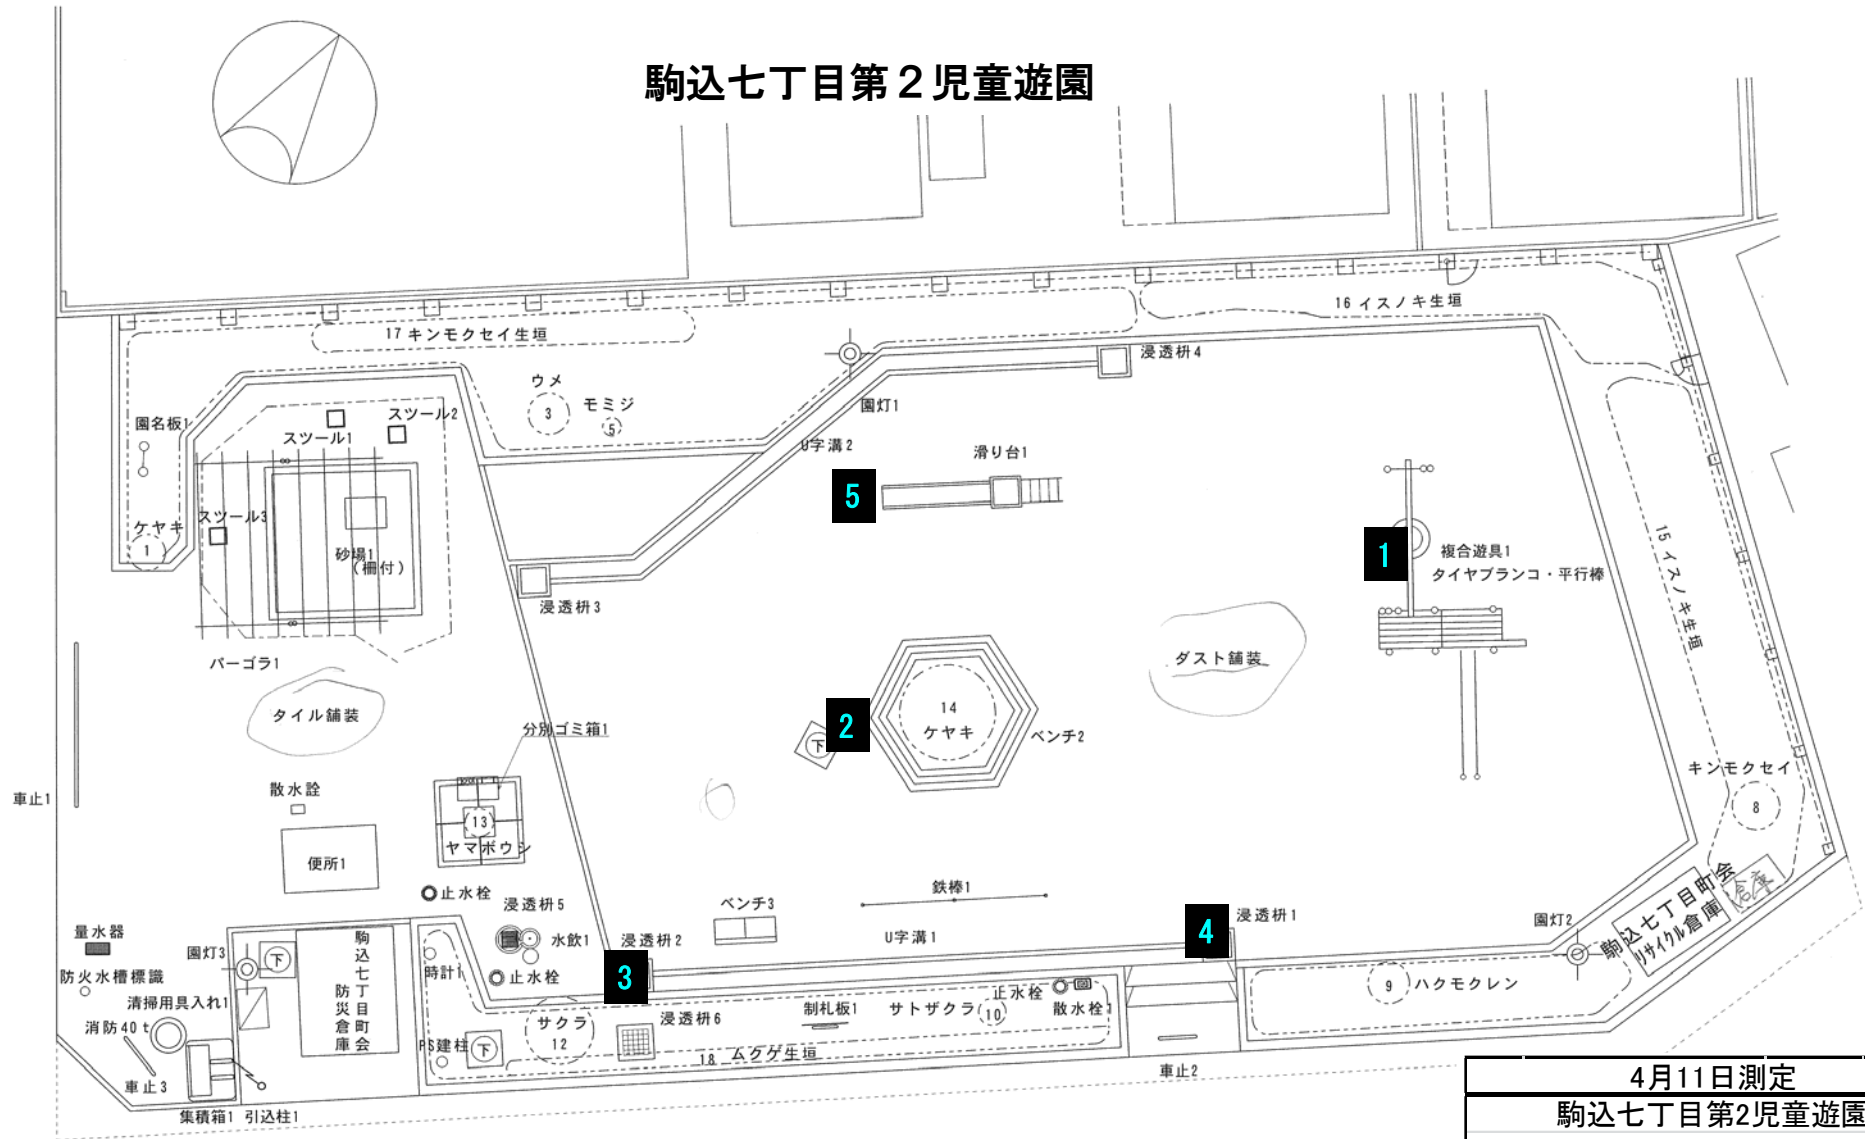 駒込七丁目第２児童遊園
16 イスノキ生垣
17 キンモクセイ生垣
浸透枡4
ウメ
3
モミジ
5
園灯1
園名板1
スツール2
スツール1
U字溝2
滑り台1
5
スツール3
ケヤキ
1
砂場1
（柵付）
1
複合遊具1
タイヤブランコ・平行棒
15 イスノキ生垣
浸透枡3
パーゴラ1
ダスト舗装
タイル舗装
分別ゴミ箱1
2
下
14
ケヤキ
ベンチ2
キンモクセイ
8
車止1
散水詮
13
ヤマボウシ
便所1
止水栓
浸透枡5
ベンチ3
鉄棒1
4
浸透枡1
園灯2
駒込七丁目町会
リサイクル倉庫
倉庫
量水器
園灯3
下
駒込七丁目町会
防災倉庫
水飲1
浸透枡2
U字溝1
時計1
止水栓
3
防火水槽標識
清掃用具入れ1
消防40t
車止3
集積箱1
引込柱1
PS建柱
下
サクラ
12
浸透枡6
制札板1
サトザクラ
10
止水栓
散水栓1
9
ハクモクレン
18 ムクゲ生垣
車止2
4月11日測定
駒込七丁目第2児童遊園